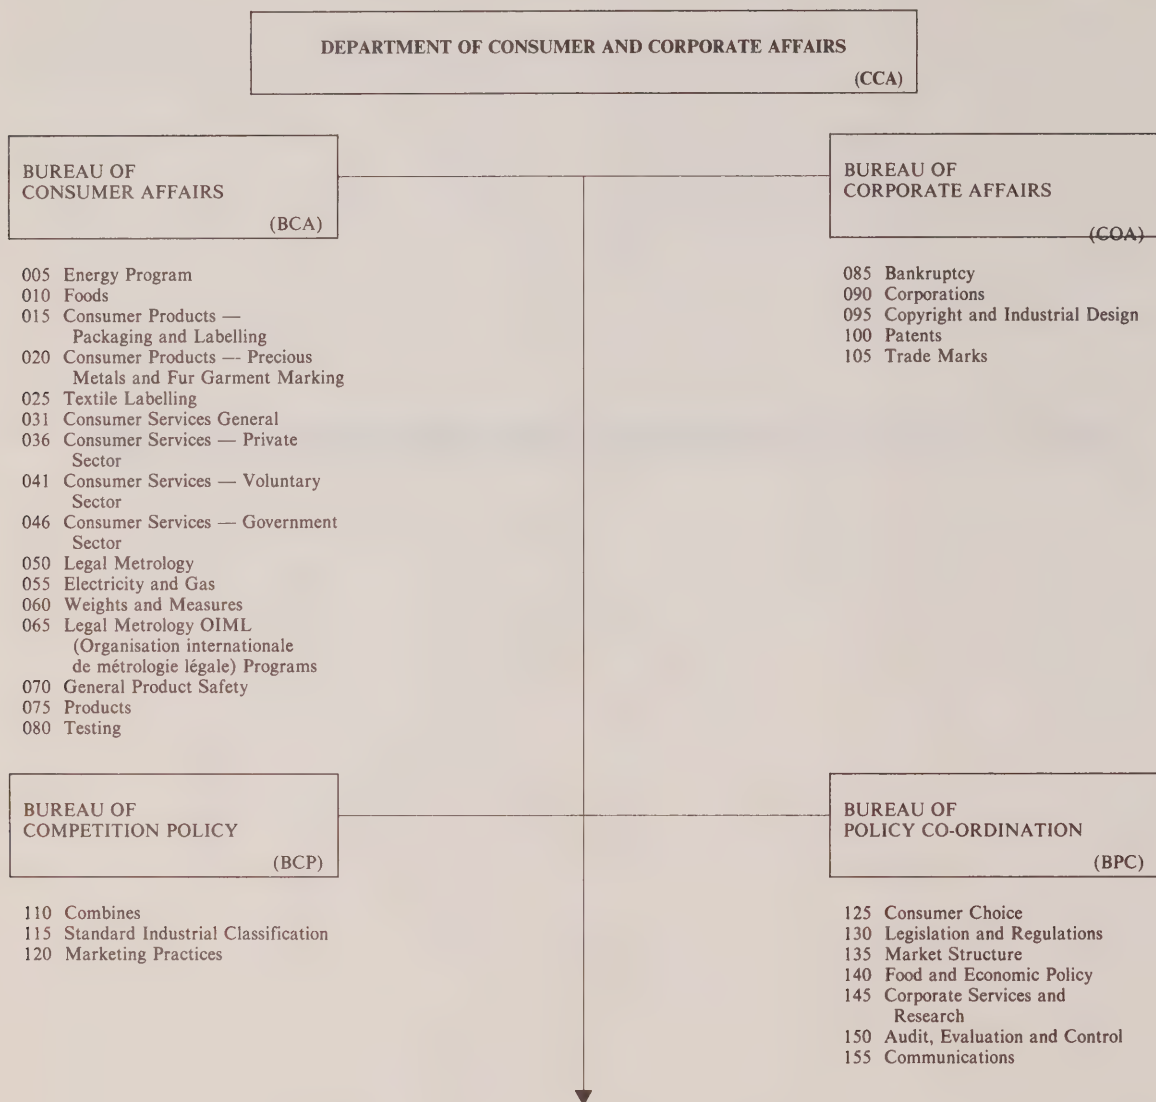 DEPARTMENT OF CONSUMER AND CORPORATE AFFAIRS
(CCA)
BUREAU OF
CONSUMER AFFAIRS
(BCA)
005 Energy Program
010 Foods
015 Consumer Products —
Packaging and Labelling
020 Consumer Products — Precious
Metals and Fur Garment Marking
025 Textile Labelling
031 Consumer Services General
036 Consumer Services — Private
Sector
041 Consumer Services — Voluntary
Sector
046 Consumer Services — Government
Sector
050 Legal Metrology
055 Electricity and Gas
060 Weights and Measures
065 Legal Metrology OIML
(Organisation internationale
de métrologie légale) Programs
070 General Product Safety
075 Products
080 Testing
BUREAU OF
CORPORATE AFFAIRS
(COA)
085 Bankruptcy
090 Corporations
095 Copyright and Industrial Design
100 Patents
105 Trade Marks
BUREAU OF
COMPETITION POLICY
(BCP)
110 Combines
115 Standard Industrial Classification
120 Marketing Practices
BUREAU OF
POLICY CO-ORDINATION
(BPC)
125 Consumer Choice
130 Legislation and Regulations
135 Market Structure
140 Food and Economic Policy
145 Corporate Services and
Research
150 Audit, Evaluation and Control
155 Communications